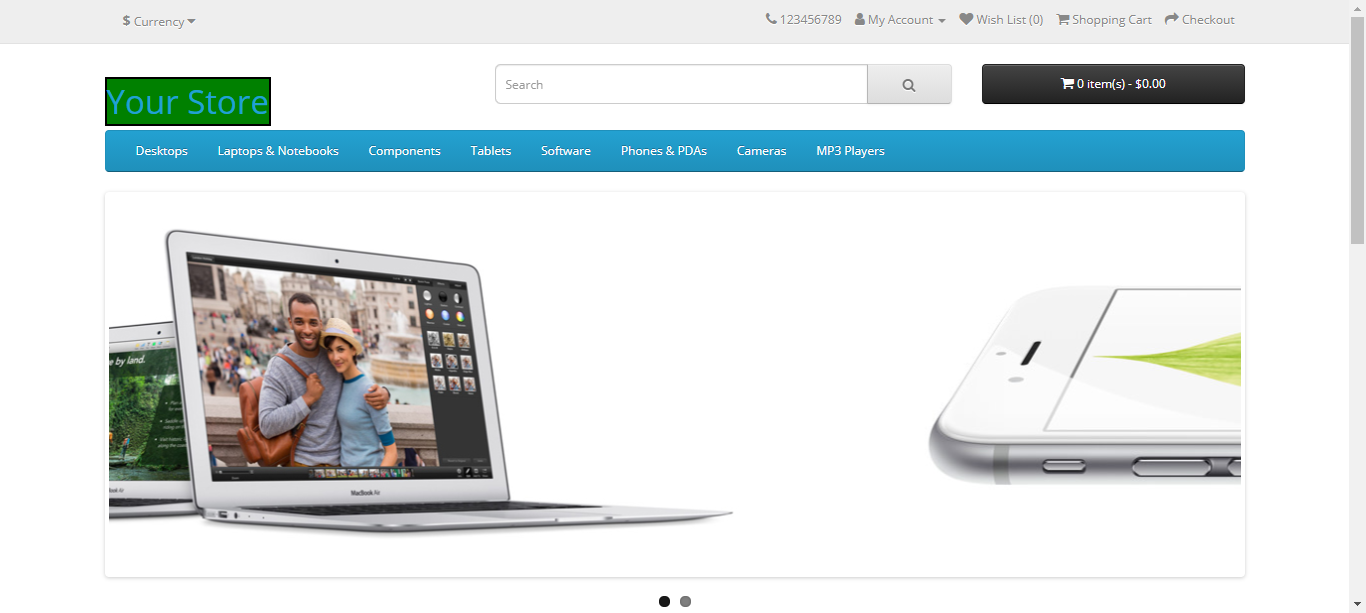 $ Currency
123456789 My Account Wish List (0) Shopping Cart Checkout
Your Store
Search
0 item(s) - $0.00
Desktops Laptops & Notebooks Components Tablets Software Phones & PDAs Cameras MP3 Players
e by land.
MacBook Air